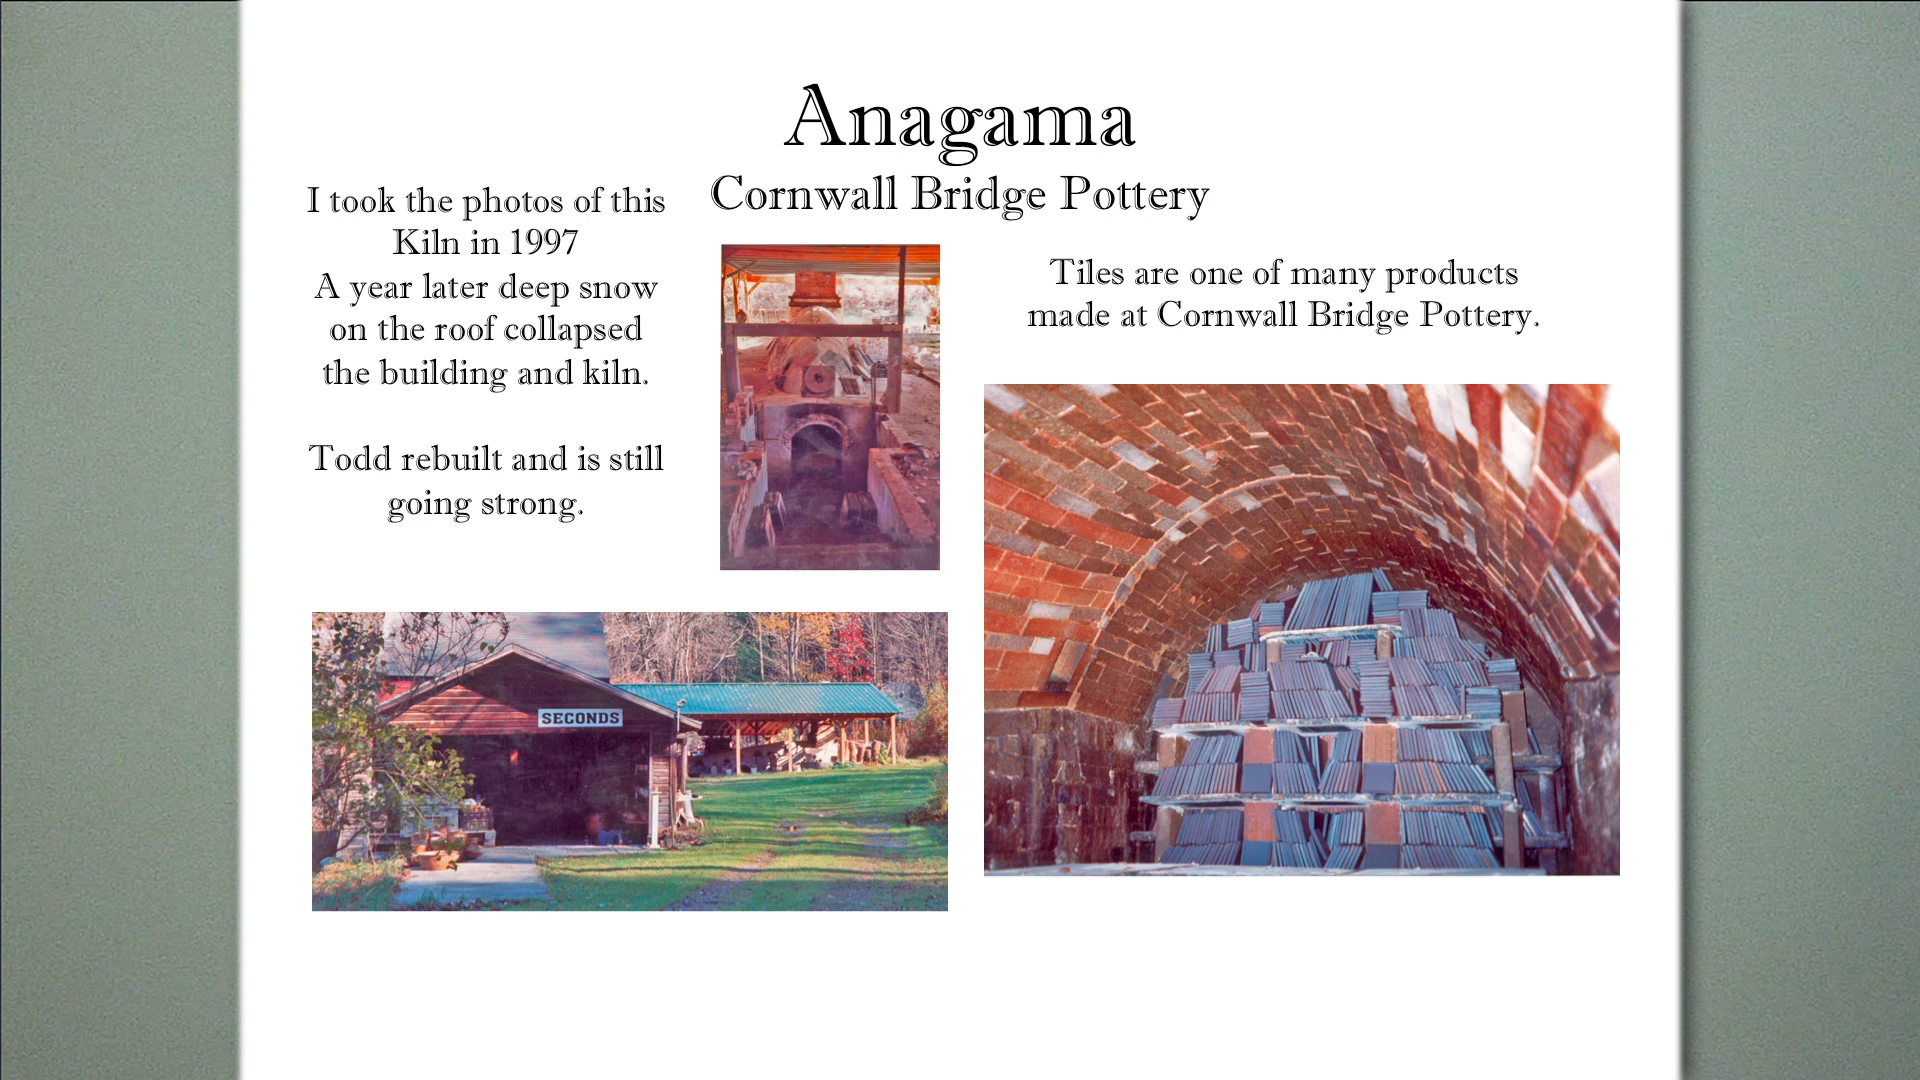 Anagama
Cornwall Bridge Pottery
I took the photos of this
Kiln in 1997
A year later deep snow
on the roof collapsed
the building and kiln.
Todd rebuilt and is still
going strong.
Tiles are one of many products
made at Cornwall Bridge Pottery.
SECONDS